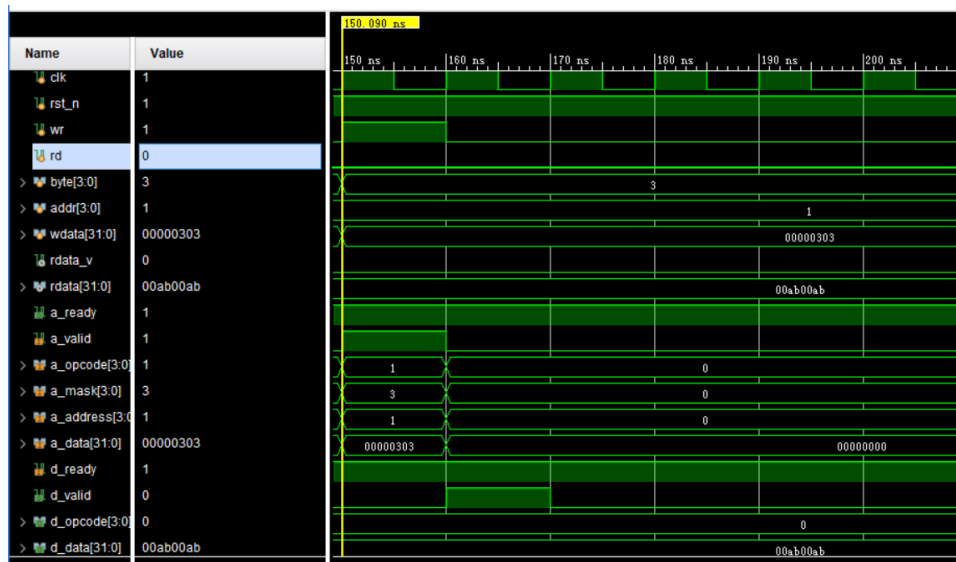 150.090 ns
Name Value
150 ns 160 ns 170 ns 180 ns 190 ns 200 ns
clk 1
rst_n 1
wr 1
rd 0
byte[3:0] 3 3
addr[3:0] 1 1
wdata[31:0] 00000303 00000303
rdata_v 0
rdata[31:0] 00ab00ab 00ab00ab
a_ready 1
a_valid 1
a_opcode[3:0] 1 1 0
a_mask[3:0] 3 3 0
a_address[3:0 1 1 0
a_data[31:0] 00000303 00000303 00000000
d_ready 1
d_valid 0
d_opcode[3:0] 0 0
d_data[31:0] 00ab00ab 00ab00ab